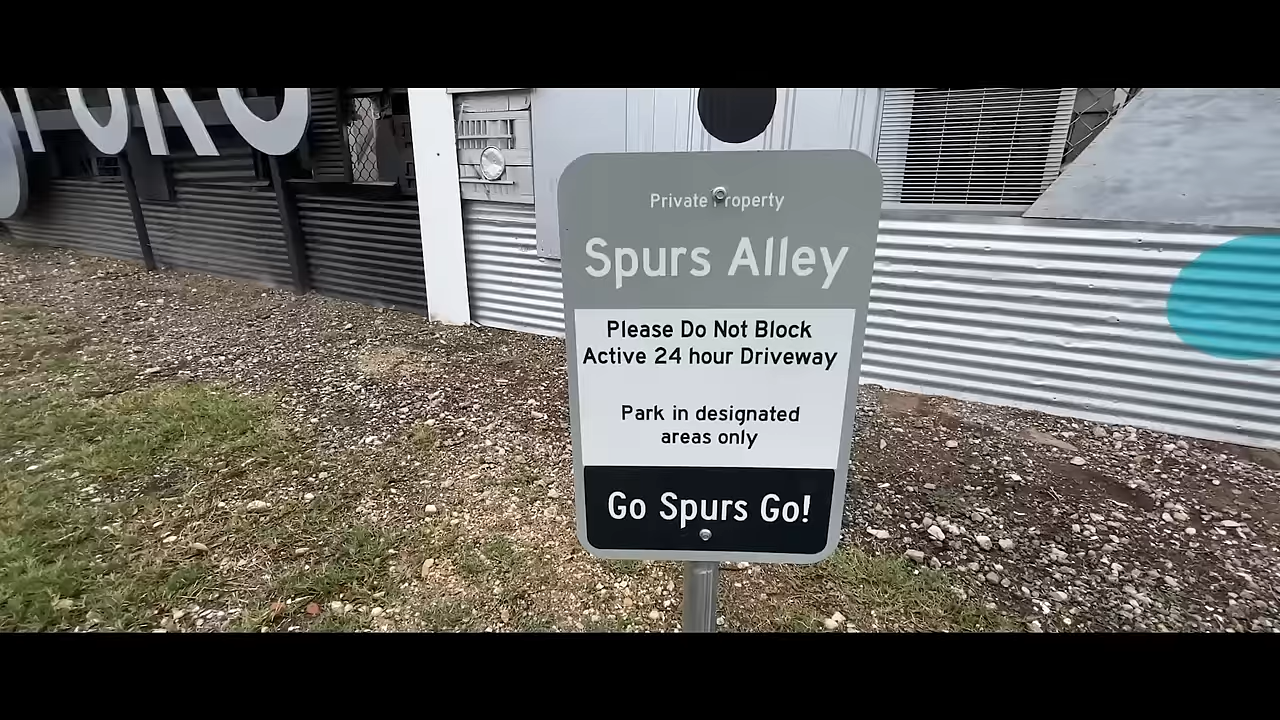 Private Property
Spurs Alley
Please Do Not Block
Active 24 hour Driveway
Park in designated
areas only
Go Spurs Go!